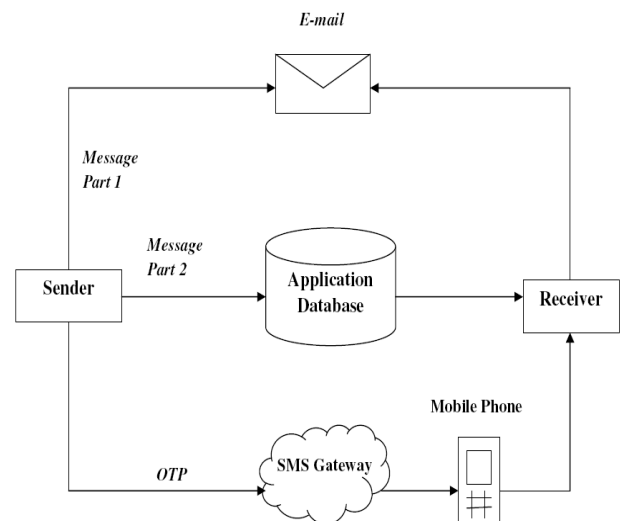 E-mail
Message
Part 1
Message
Part 2
Sender
Application
Database
Receiver
Mobile Phone
OTP
SMS Gateway